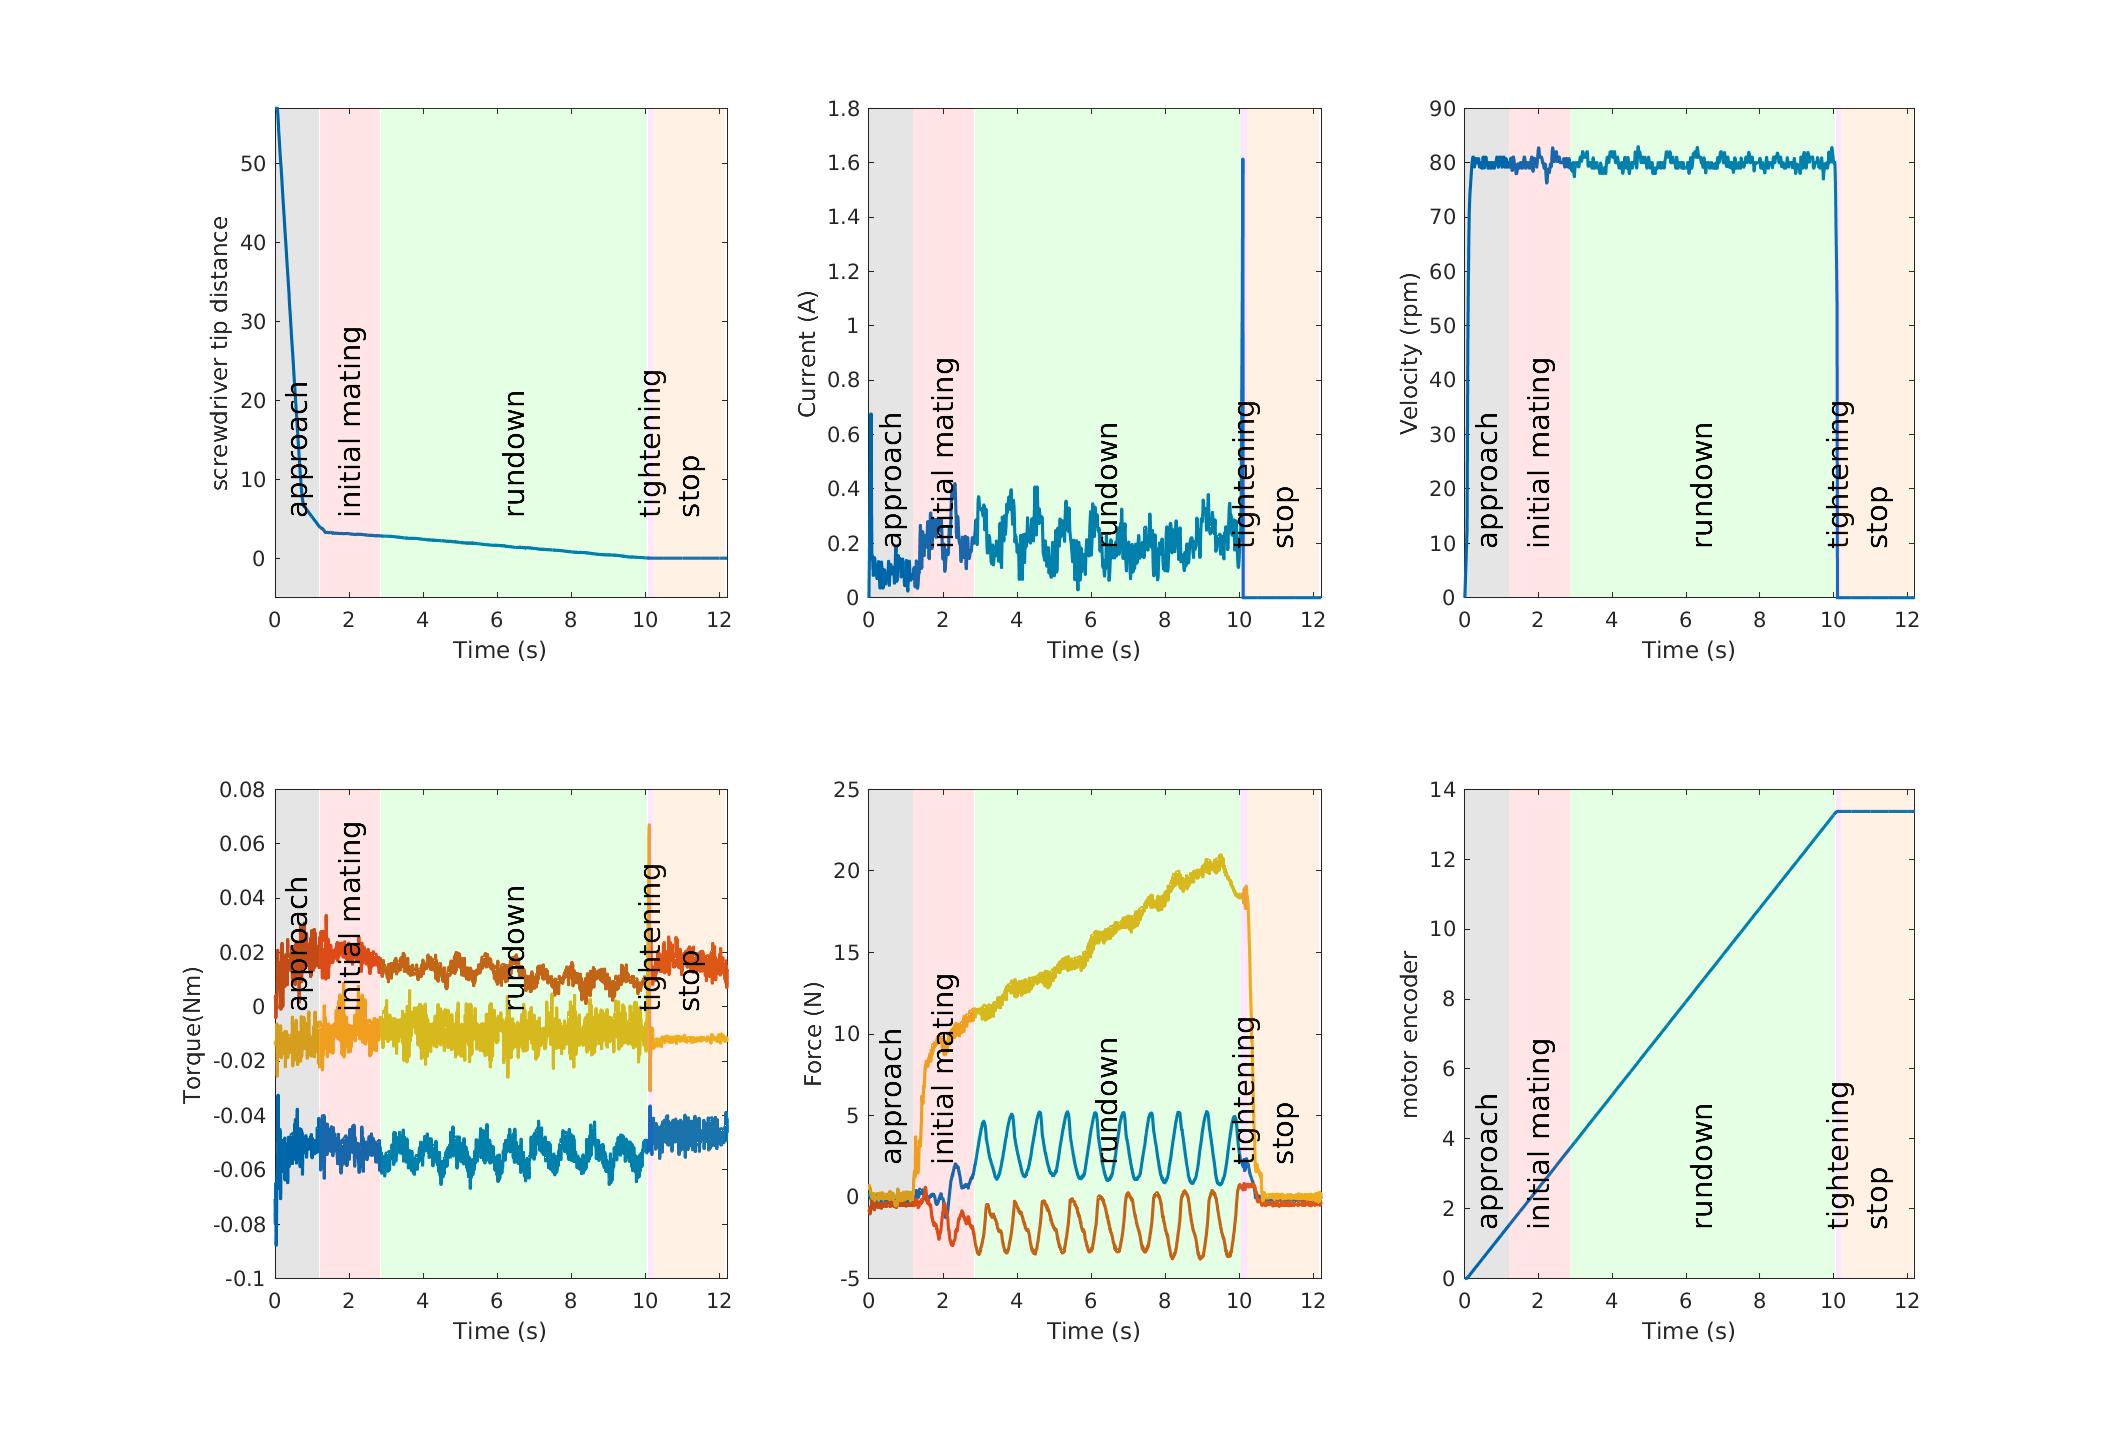 screwdriver tip distance
50
40
30
20
10
0
approach
initial mating
rundown
tightening
stop
0 2 4 6 8 10 12
Time (s)
Current (A)
1.8
1.6
1.4
1.2
1
0.8
0.6
0.4
0.2
0
approach
initial mating
rundown
tightening
stop
0 2 4 6 8 10 12
Time (s)
Velocity (rpm)
90
80
70
60
50
40
30
20
10
0
approach
initial mating
rundown
tightening
stop
0 2 4 6 8 10 12
Time (s)
Torque(Nm)
0.08
0.06
0.04
0.02
0
-0.02
-0.04
-0.06
-0.08
-0.1
approach
initial mating
rundown
tightening
stop
0 2 4 6 8 10 12
Time (s)
Force (N)
25
20
15
10
5
0
-5
approach
initial mating
rundown
tightening
stop
0 2 4 6 8 10 12
Time (s)
motor encoder
14
12
10
8
6
4
2
0
approach
initial mating
rundown
tightening
stop
0 2 4 6 8 10 12
Time (s)